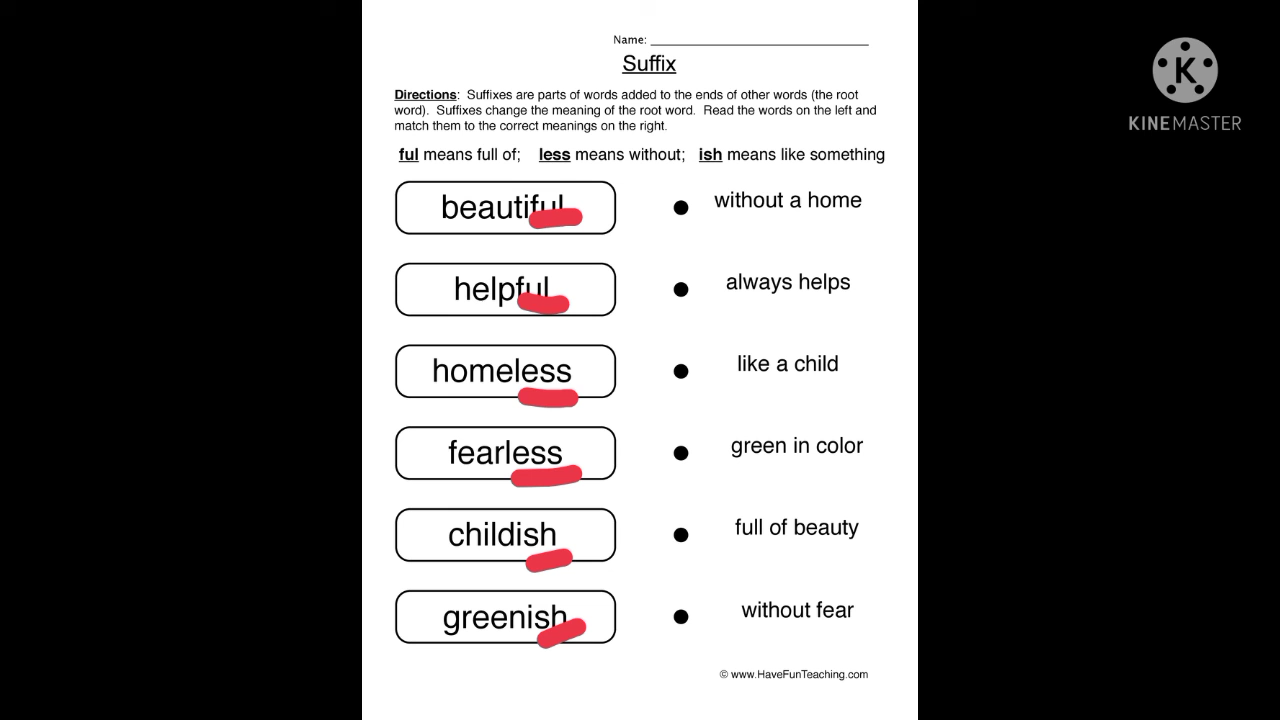 Name:
Suffix
Directions: Suffixes are parts of words added to the ends of other words (the root
word). Suffixes change the meaning of the root word. Read the words on the left and
match them to the correct meanings on the right.
ful means full of; less means without; ish means like something
beautiful without a home
helpful always helps
homeless like a child
fearless green in color
childish full of beauty
greenish without fear
© www.HaveFunTeaching.com
K
KINEMASTER